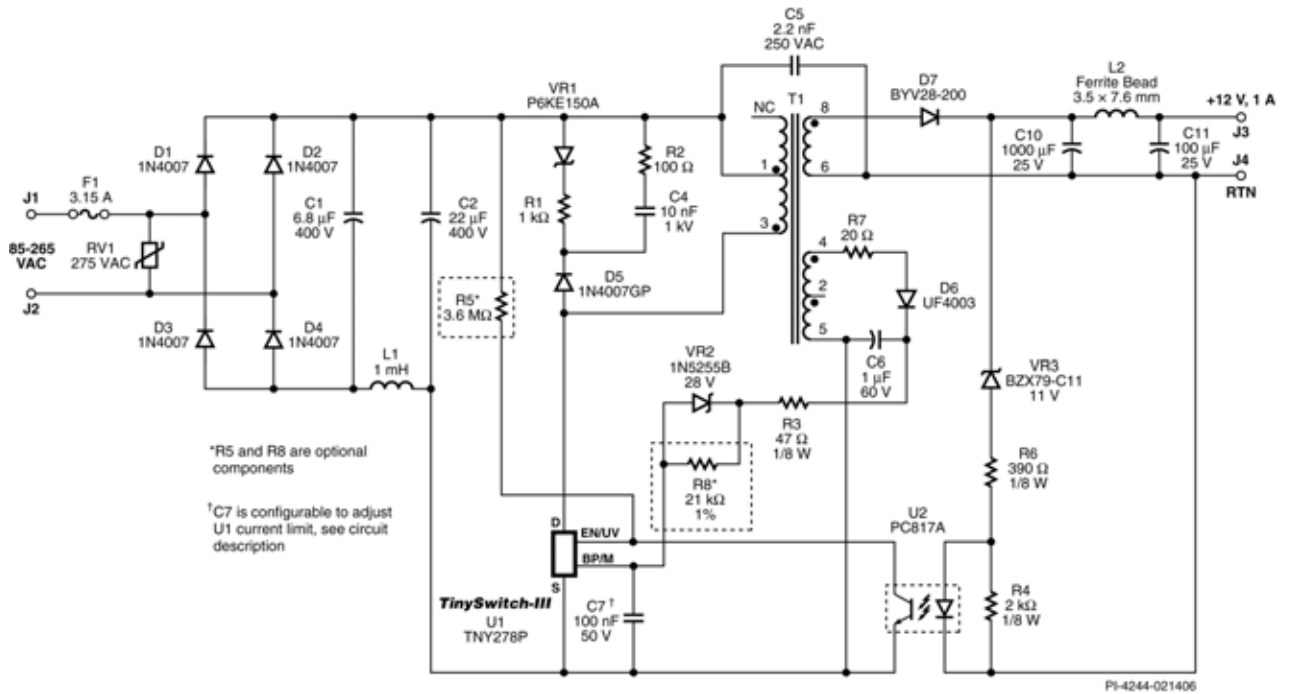 C5
2.2 nF
250 VAC
D7
BYV28-200
L2
Ferrite Bead
3.5 × 7.6 mm
+12 V, 1 A
J3
J4
RTN
VR1
P6KE150A
NC
T1
8
6
1
3
4
2
5
C10
1000 µF
25 V
C11
100 µF
25 V
D1
1N4007
D2
1N4007
R2
100 Ω
F1
3.15 A
J1
85-265
VAC
J2
RV1
275 VAC
C1
6.8 µF
400 V
C2
22 µF
400 V
R1
1 kΩ
C4
10 nF
1 kV
R7
20 Ω
D5
1N4007GP
D6
UF4003
R5*
3.6 MΩ
D3
1N4007
D4
1N4007
L1
1 mH
VR2
1N5255B
28 V
C6
1 µF
60 V
VR3
BZX79-C11
11 V
R3
47 Ω
1/8 W
*R5 and R8 are optional
components
R8*
21 kΩ
1%
R6
390 Ω
1/8 W
†C7 is configurable to adjust
U1 current limit, see circuit
description
D
EN/UV
BP/M
S
U2
PC817A
TinySwitch-III
U1
TNY278P
C7†
100 nF
50 V
R4
2 kΩ
1/8 W
PI-4244-021406